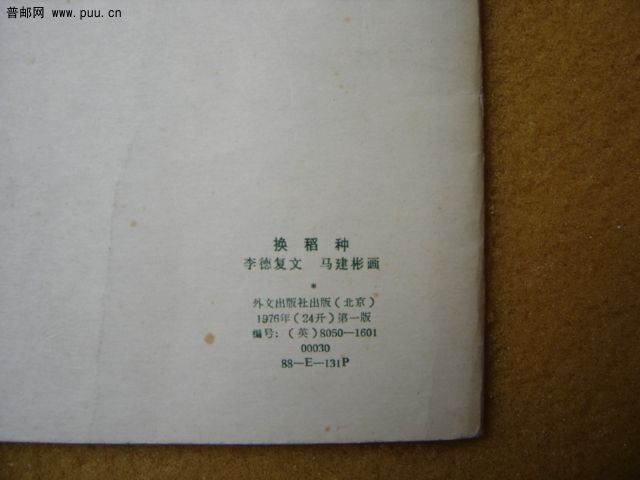 普邮网 www.puu.cn
换稻种
李德复文 马建彬画
*
外文出版社出版（北京）
1976年（24开）第一版
编号：（英）8050—1601
00030
88—E—131P